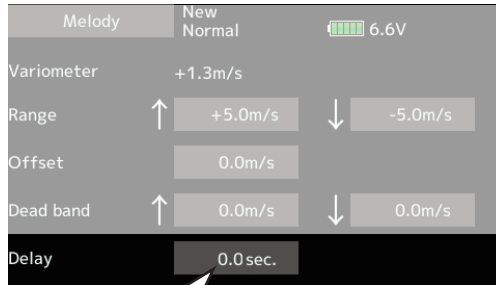 Melody New Normal 6.6V
Variometer +1.3m/s
Range ↑ +5.0m/s ↓ -5.0m/s
Offset 0.0m/s
Dead band ↑ 0.0m/s ↓ 0.0m/s
Delay 0.0 sec.